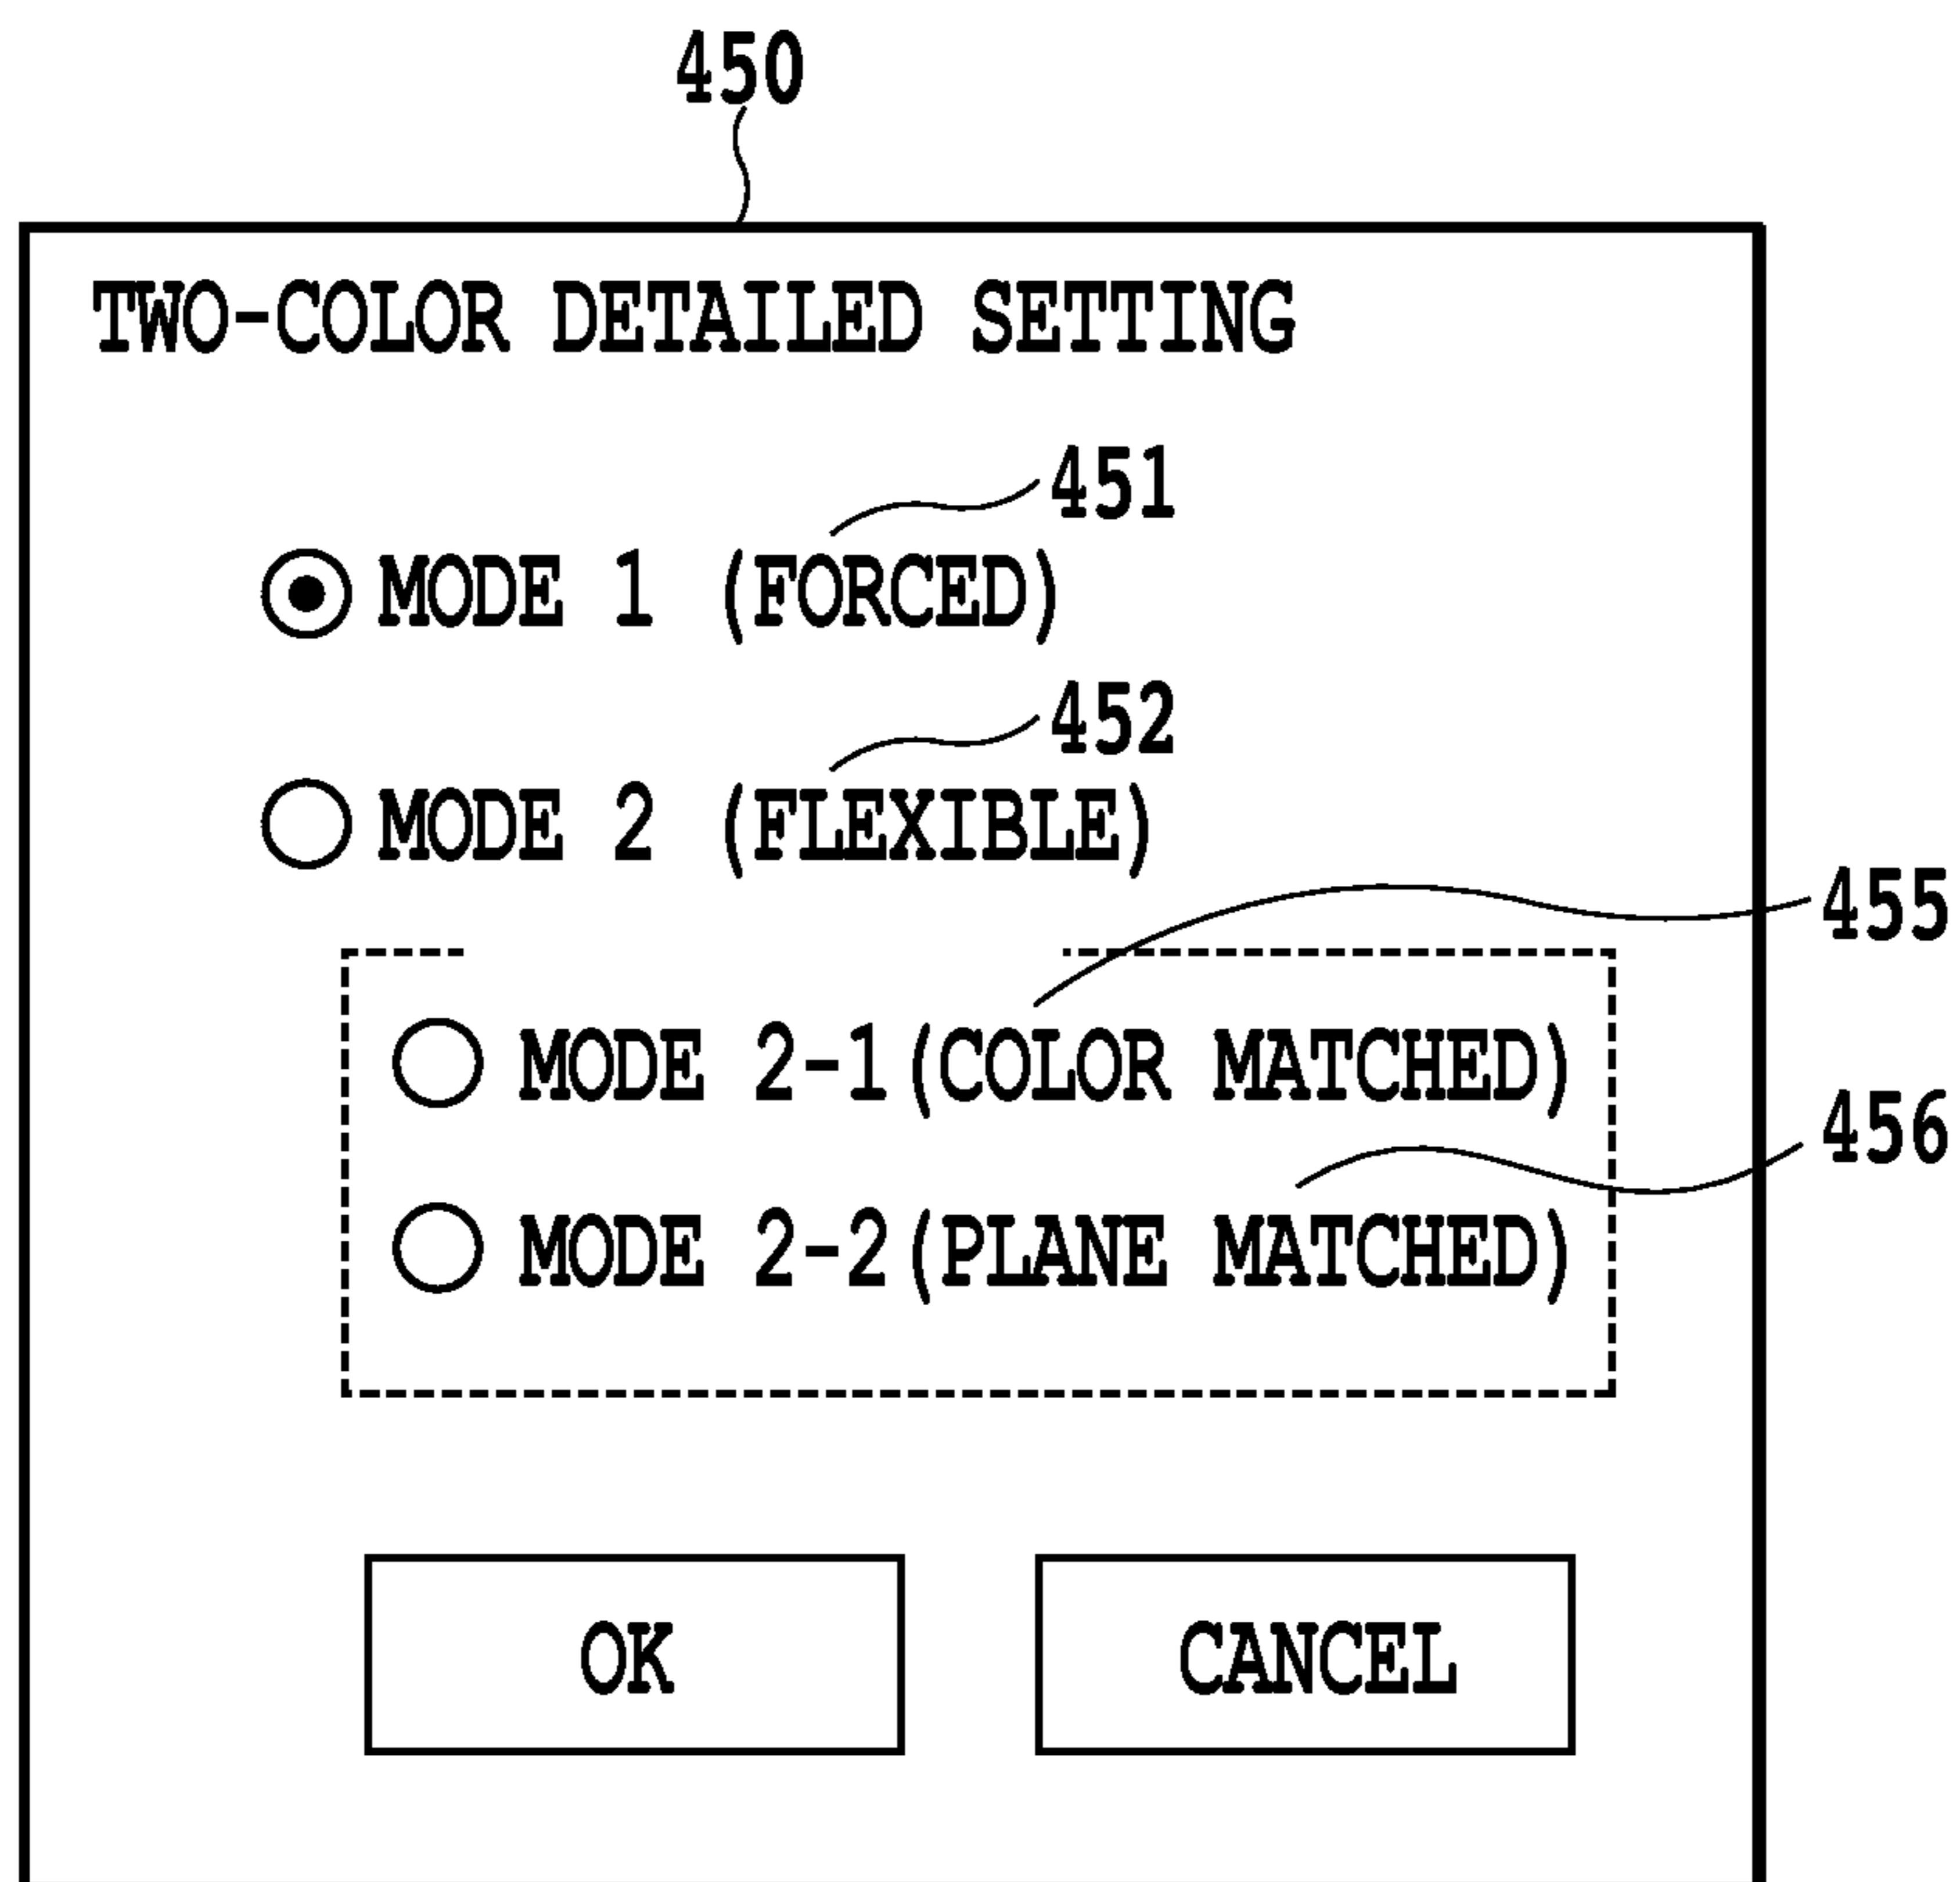 450
TWO-COLOR DETAILED SETTING
451
MODE 1 (FORCED)
452
MODE 2 (FLEXIBLE)
455
MODE 2-1(COLOR MATCHED)
456
MODE 2-2(PLANE MATCHED)
OK CANCEL